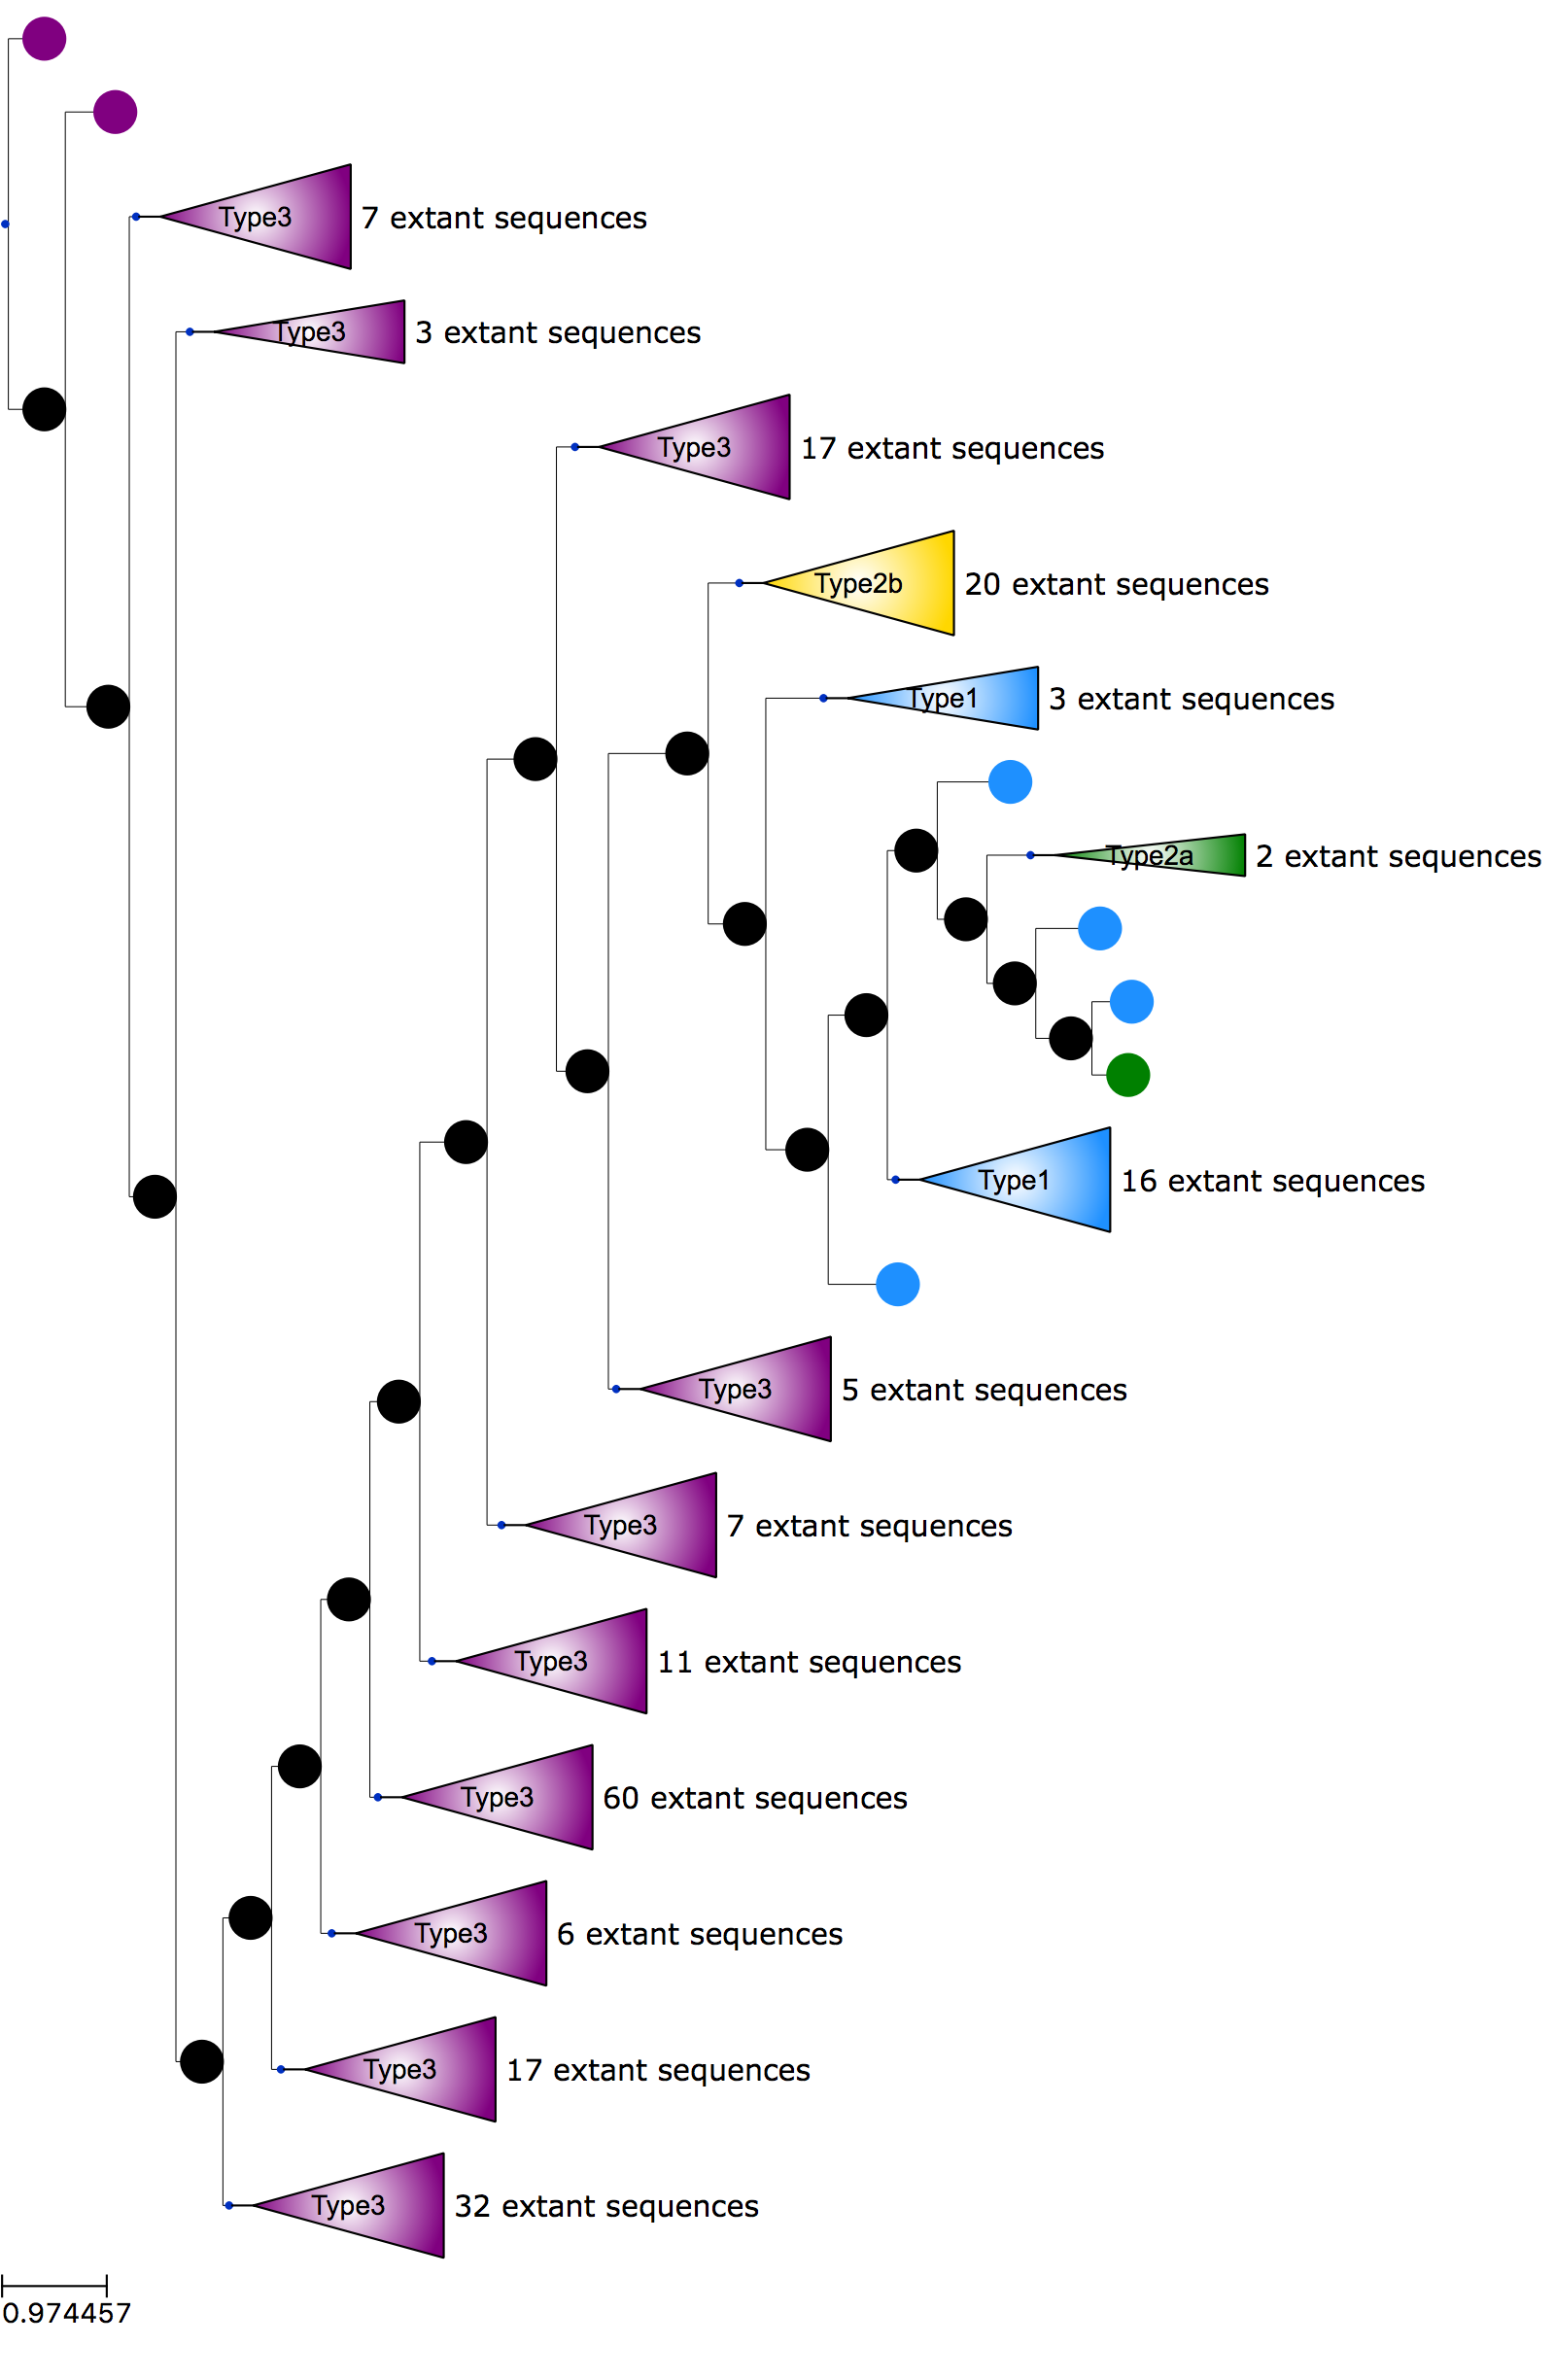 Type3 7 extant sequences
Type3 3 extant sequences
Type3 17 extant sequences
Type2b 20 extant sequences
Type1 3 extant sequences
Type2a 2 extant sequences
Type1 16 extant sequences
Type3 5 extant sequences
Type3 7 extant sequences
Type3 11 extant sequences
Type3 60 extant sequences
Type3 6 extant sequences
Type3 17 extant sequences
Type3 32 extant sequences
0.974457